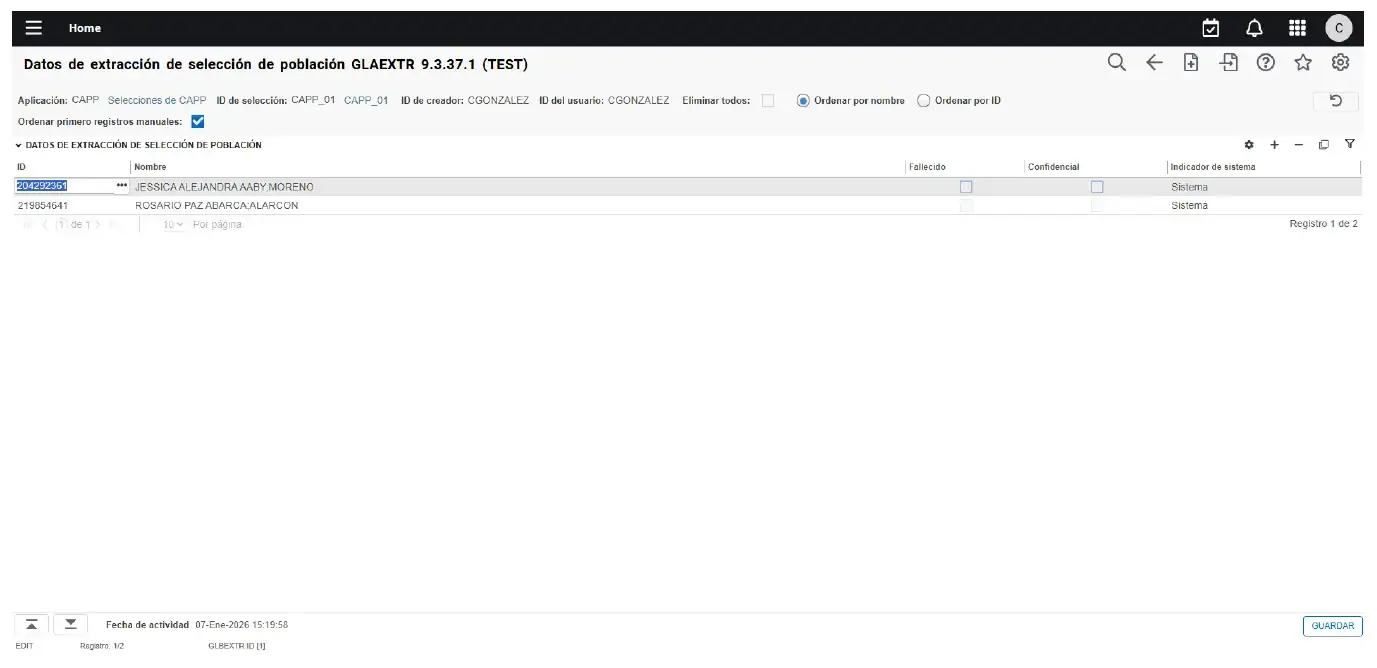 Home
C
Datos de extracción de selección de población GLAEXTR 9.3.37.1 (TEST)
Aplicación: CAPP Selecciones de CAPP ID de selección: CAPP_01 CAPP_01 ID de creador: CGONZALEZ ID del usuario: CGONZALEZ Eliminar todos: Ordenar por nombre Ordenar por ID
Ordenar primero registros manuales:
DATOS DE EXTRACCIÓN DE SELECCIÓN DE POBLACIÓN
ID Nombre Fallecido Confidencial Indicador de sistema
204292361 ••• JESSICA ALEJANDRA AABY;MORENO Sistema
219854641 ROSARIO PAZ ABARCA;ALARCON Sistema
1 de 1 10 Por página Registro 1 de 2
Fecha de actividad 07-Ene-2026 15:19:58 GUARDAR
EDIT Registro: 1/2 GLBEXTR.ID [1]